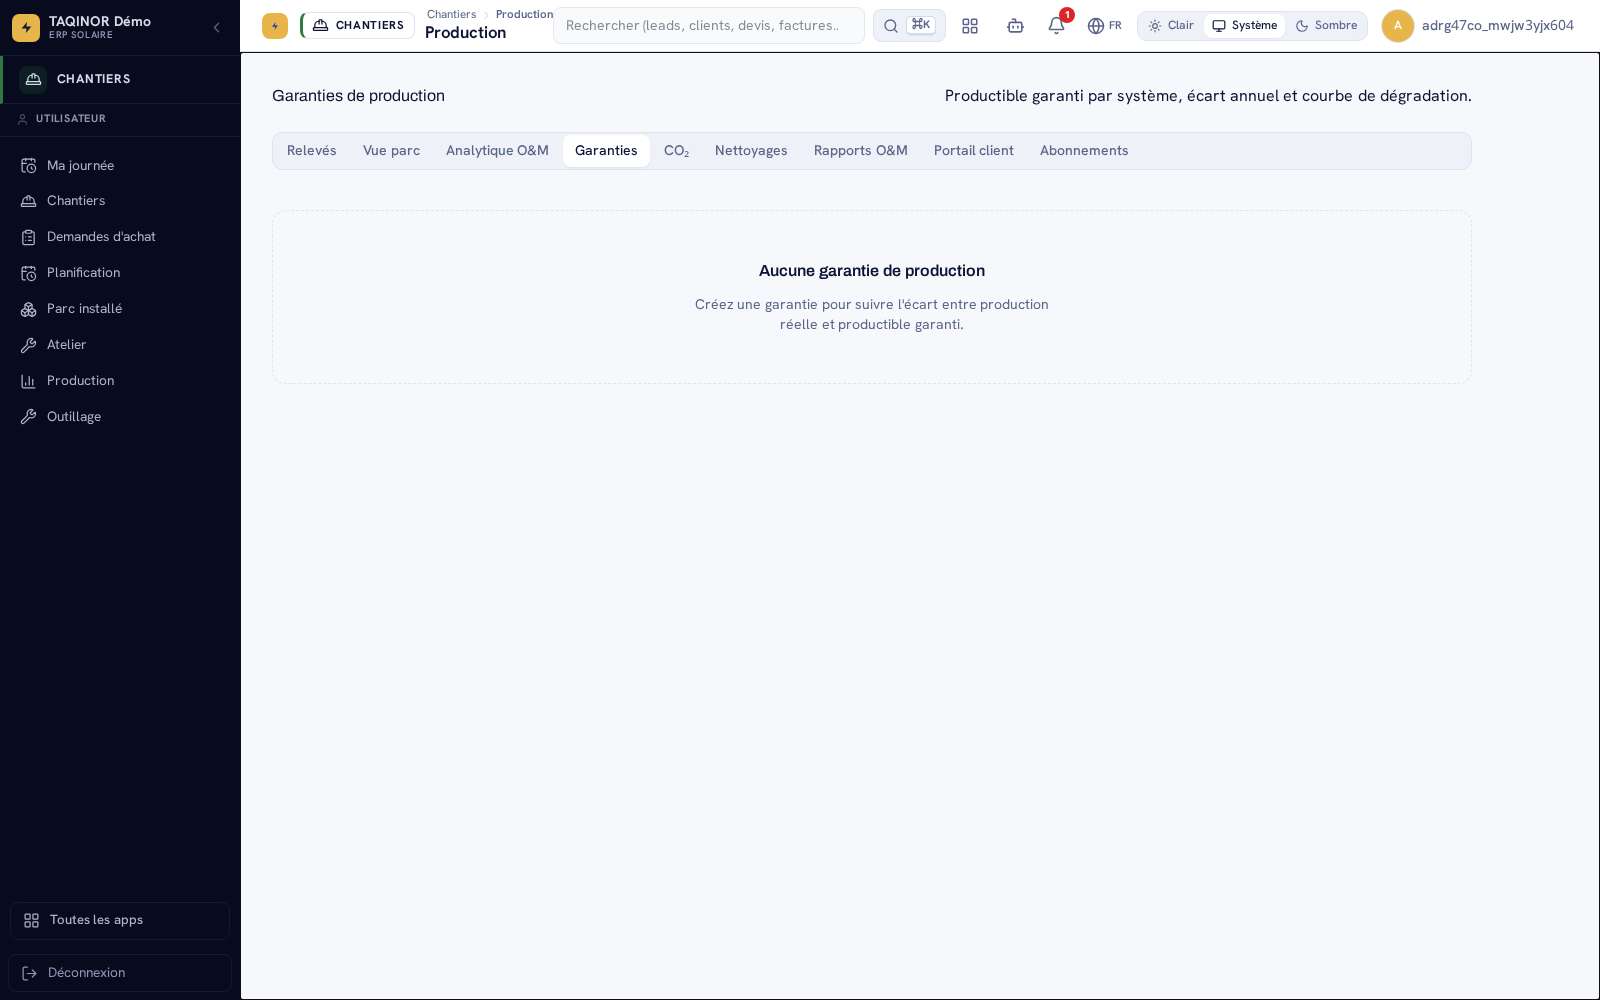 TAQINOR Démo
ERP SOLAIRE
CHANTIERS
UTILISATEUR
Ma journée
Chantiers
Demandes d'achat
Planification
Parc installé
Atelier
Production
Outillage
Toutes les apps
Déconnexion
CHANTIERS
Chantiers Production
Production
Rechercher (leads, clients, devis, factures..
⌘K
1
FR
Clair Système Sombre
A
adrg47co_mwjw3yjx604
Garanties de production
Productible garanti par système, écart annuel et courbe de dégradation.
Relevés Vue parc Analytique O&M Garanties CO₂ Nettoyages Rapports O&M Portail client Abonnements
Aucune garantie de production
Créez une garantie pour suivre l'écart entre production
réelle et productible garanti.